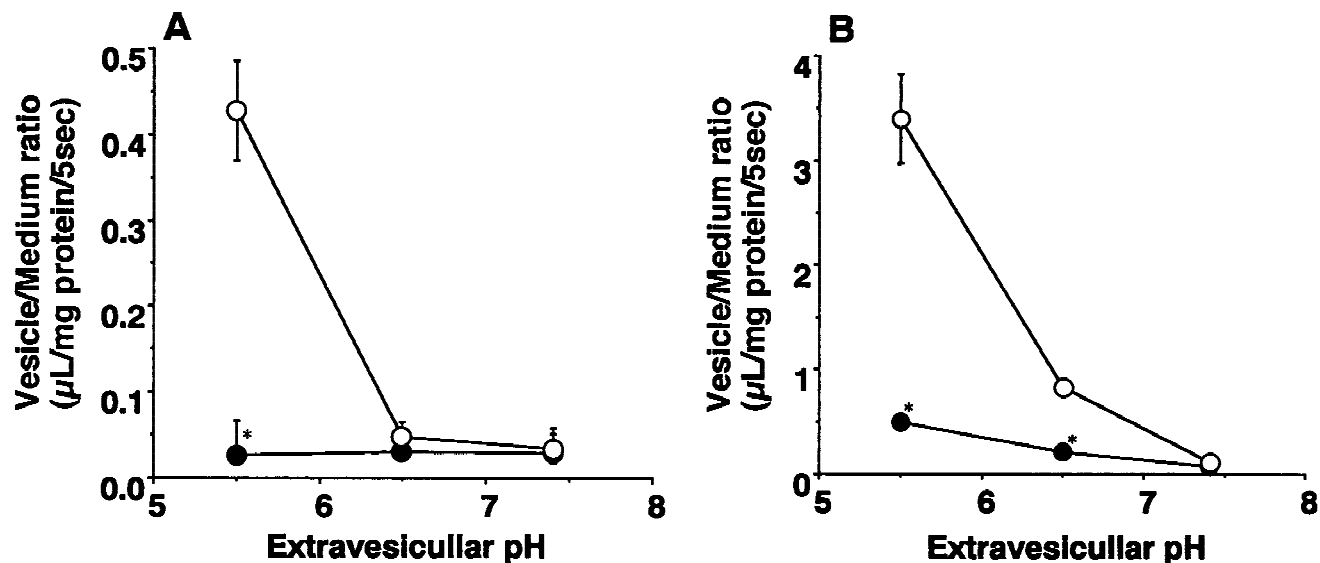 A
0.5
0.4
0.3
0.2
0.1
0.0
5
6
7
8
Vesicle/Medium ratio
(µL/mg protein/5sec)
Extravesicullar pH
*
B
4
3
2
1
0
5
6
7
8
Vesicle/Medium ratio
(µL/mg protein/5sec)
Extravesicullar pH
*
*